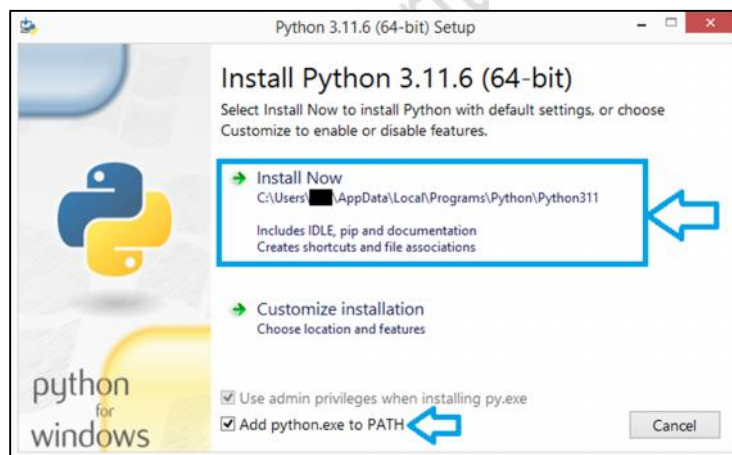 Python 3.11.6 (64-bit) Setup
Install Python 3.11.6 (64-bit)
Select Install Now to install Python with default settings, or choose
Customize to enable or disable features.
Install Now
C:\Users\ \AppData\Local\Programs\Python\Python311
Includes IDLE, pip and documentation
Creates shortcuts and file associations
Customize installation
Choose location and features
Use admin privileges when installing py.exe
Add python.exe to PATH
Cancel
python
for
windows